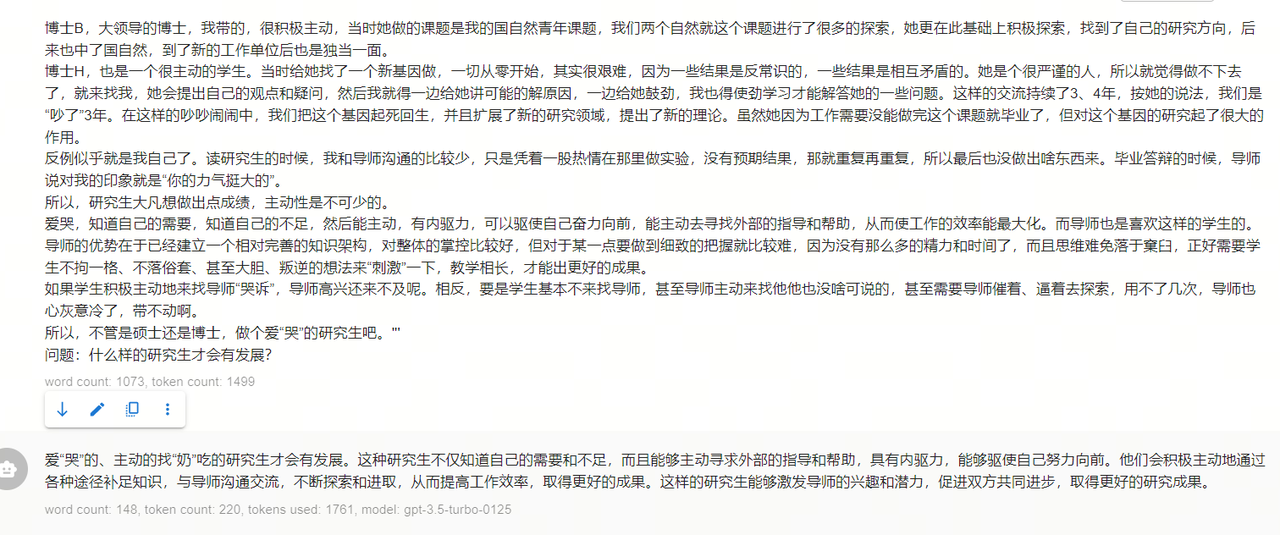 博士B，大领导的博士，我带的，很积极主动，当时她做的课题是我的国自然青年课题，我们两个自然就这个课题进行了很多的探索，她更在此基础上积极探索，找到了自己的研究方向，后
来也中了国自然，到了新的工作单位后也是独当一面。
博士H，也是一个很主动的学生。当时给她找了一个新基因做，一切从零开始，其实很艰难，因为一些结果是反常识的，一些结果是相互矛盾的。她是个很严谨的人，所以就觉得做不下去
了，就来找我，她会提出自己的观点和疑问，然后我就得一边给她讲可能的解原因，一边给她鼓劲，我也得使劲学习才能解答她的一些问题。这样的交流持续了3、4年，按她的说法，我们是
“吵了”3年。在这样的吵吵闹闹中，我们把这个基因起死回生，并且扩展了新的研究领域，提出了新的理论。虽然她因为工作需要没能做完这个课题就毕业了，但对这个基因的研究起了很大的
作用。
反例似乎就是我自己了。读研究生的时候，我和导师沟通的比较少，只是凭着一股热情在那里做实验，没有预期结果，那就重复再重复，所以最后也没做出啥东西来。毕业答辩的时候，导师
说对我的印象就是“你的力气挺大的”。
所以，研究生大凡想做出点成绩，主动性是不可少的。
爱哭，知道自己的需要，知道自己的不足，然后能主动，有内驱力，可以驱使自己奋力向前，能主动去寻找外部的指导和帮助，从而使工作的效率能最大化。而导师也是喜欢这样的学生的。
导师的优势在于已经建立一个相对完善的知识架构，对整体的掌控比较好，但对于某一点要做到细致的把握就比较难，因为没有那么多的精力和时间了，而且思维难免落于窠臼，正好需要学
生不拘一格、不落俗套、甚至大胆、叛逆的想法来“刺激”一下，教学相长，才能出更好的成果。
如果学生积极主动地来找导师“哭诉”，导师高兴还来不及呢。相反，要是学生基本不来找导师，甚至导师主动来找他他也没啥可说的，甚至需要导师催着、逼着去探索，用不了几次，导师也
心灰意冷了，带不动啊。
所以，不管是硕士还是博士，做个爱“哭”的研究生吧。'''
问题：什么样的研究生才会有发展？
word count: 1073, token count: 1499
爱“哭”的、主动的找“奶”吃的研究生才会有发展。这种研究生不仅知道自己的需要和不足，而且能够主动寻求外部的指导和帮助，具有内驱力，能够驱使自己努力向前。他们会积极主动地通过
各种途径补足知识，与导师沟通交流，不断探索和进取，从而提高工作效率，取得更好的成果。这样的研究生能够激发导师的兴趣和潜力，促进双方共同进步，取得更好的研究成果。
word count: 148, token count: 220, tokens used: 1761, model: gpt-3.5-turbo-0125